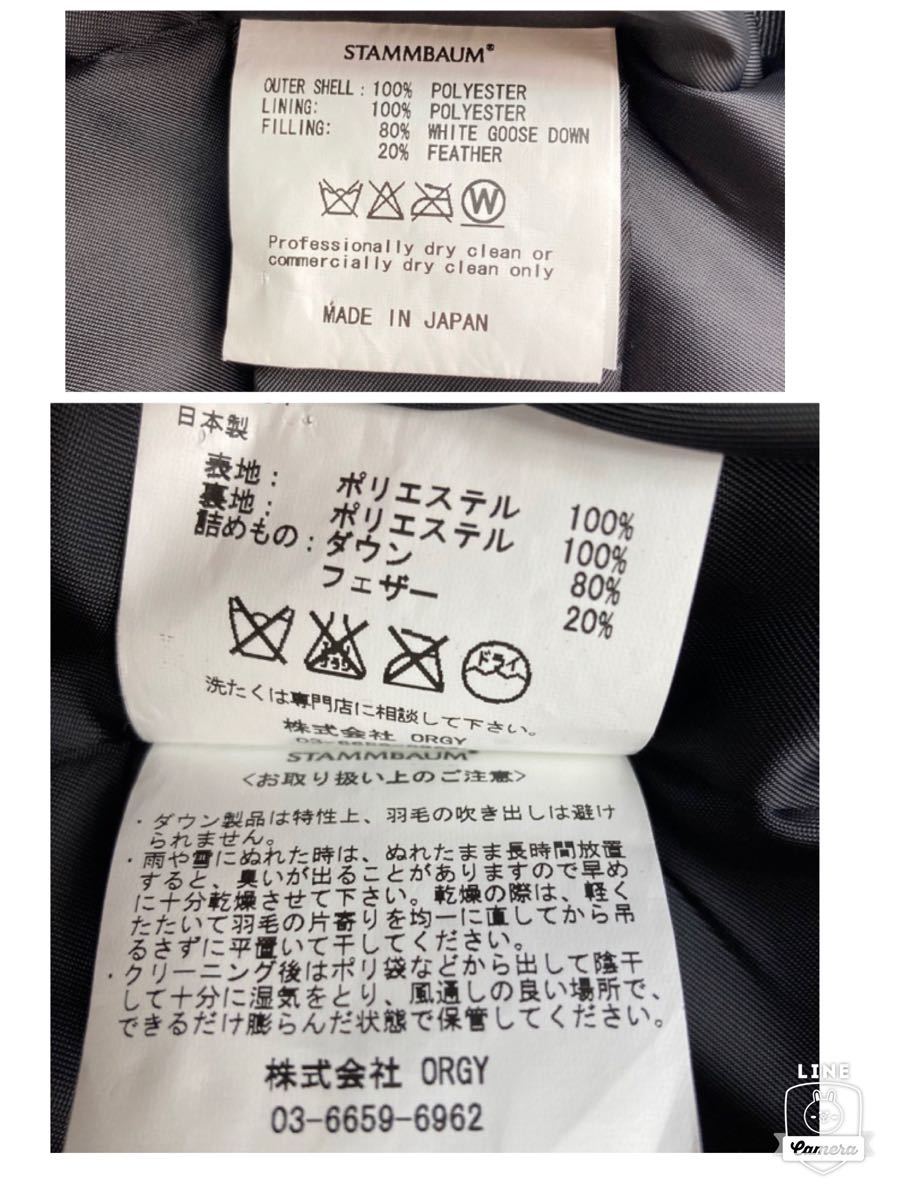 STAMMBAUM®
OUTER SHELL : 100% POLYESTER
LINING: 100% POLYESTER
FILLING: 80% WHITE GOOSE DOWN
20% FEATHER
W
Professionally dry clean or
commercially dry clean only
MADE IN JAPAN
日本製
表地: ポリエステル 100%
裏地: ポリエステル 100%
詰めもの: ダウン 80%
フェザー 20%
ドライ
洗たくは専門店に相談して下さい。
株式会社 ORGY
STAMMBAUM®
<お取り扱い上のご注意>
・ダウン製品は特性上、羽毛の吹き出しは避け
られません。
・雨や雪にぬれた時は、ぬれたまま長時間放置
すると、臭いが出ることがありますので早め
に十分乾燥させて下さい。乾燥の際は、軽く
たたいて羽毛の片寄りを均一に直してから吊
るさずに平置いて干してください。
・クリーニング後はポリ袋などから出して陰干
して十分に湿気をとり、風通しの良い場所で、
できるだけ膨らんだ状態で保管してください。
株式会社 ORGY
03-6659-6962
LINE
Camera